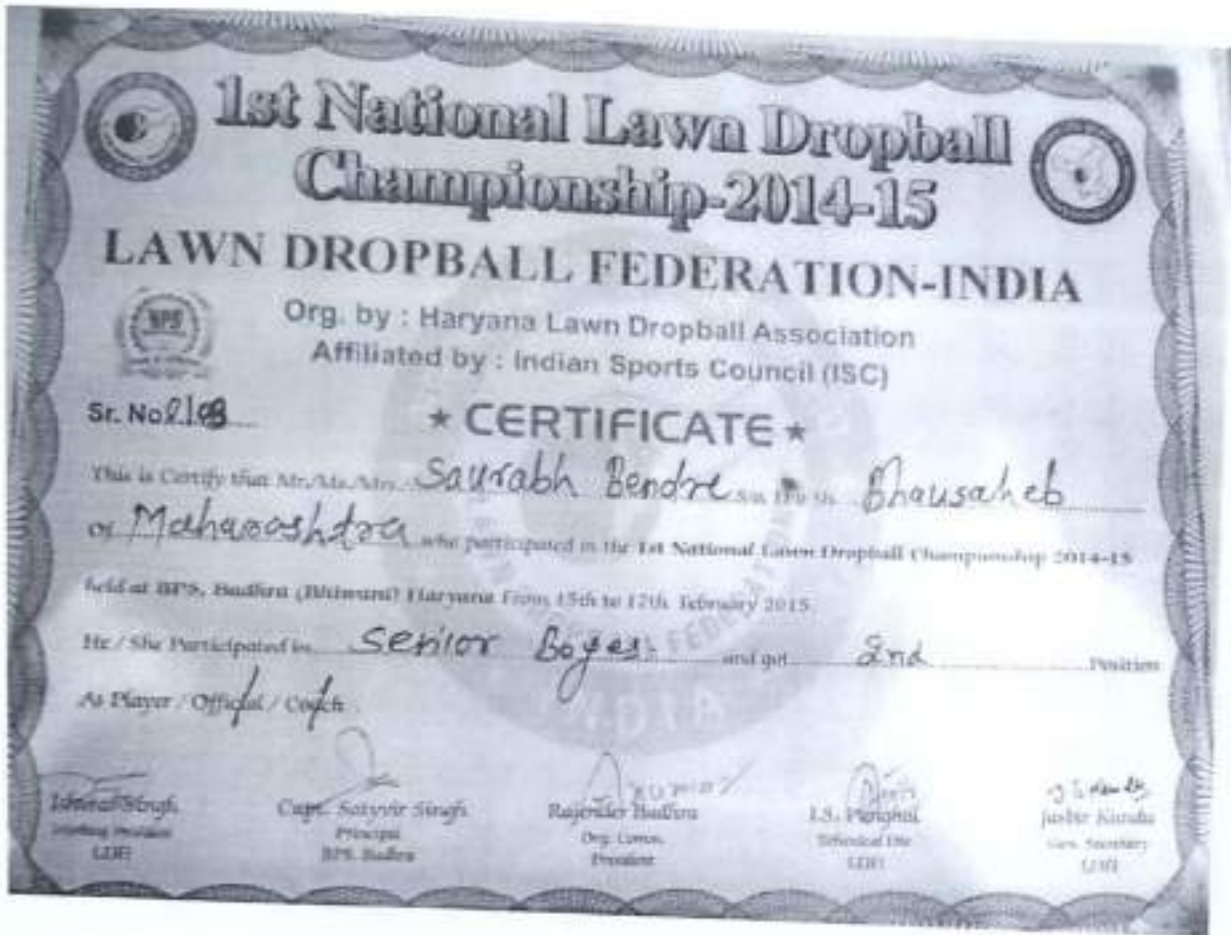 1st National Lawn Dropball
Championship-2014-15
LAWN DROPBALL FEDERATION-INDIA
NPS
Org. by : Haryana Lawn Dropball Association
Affiliated by : Indian Sports Council (ISC)
Sr. No.
★ CERTIFICATE ★
This is Certify that Mr./Ms./Mrs. Saurabh Bendre Bhausaheb
Of Maharashtra who participated in the 1st National Lawn Dropball Championship 2014-15
held at BPS, Badhra (Bhiwani) Haryana From 15th to 17th February 2015
He / She Participated in Senior Boyes and got 2nd Position
As Player / Official / Coach
Singh Capt. Satyvir Singh Rajender Badhra I.S. Panghal Jasbir Kundu
President Principal Org. Comm. Gen. Secretary
LDFI BPS. Badhra President LDFI LDFI